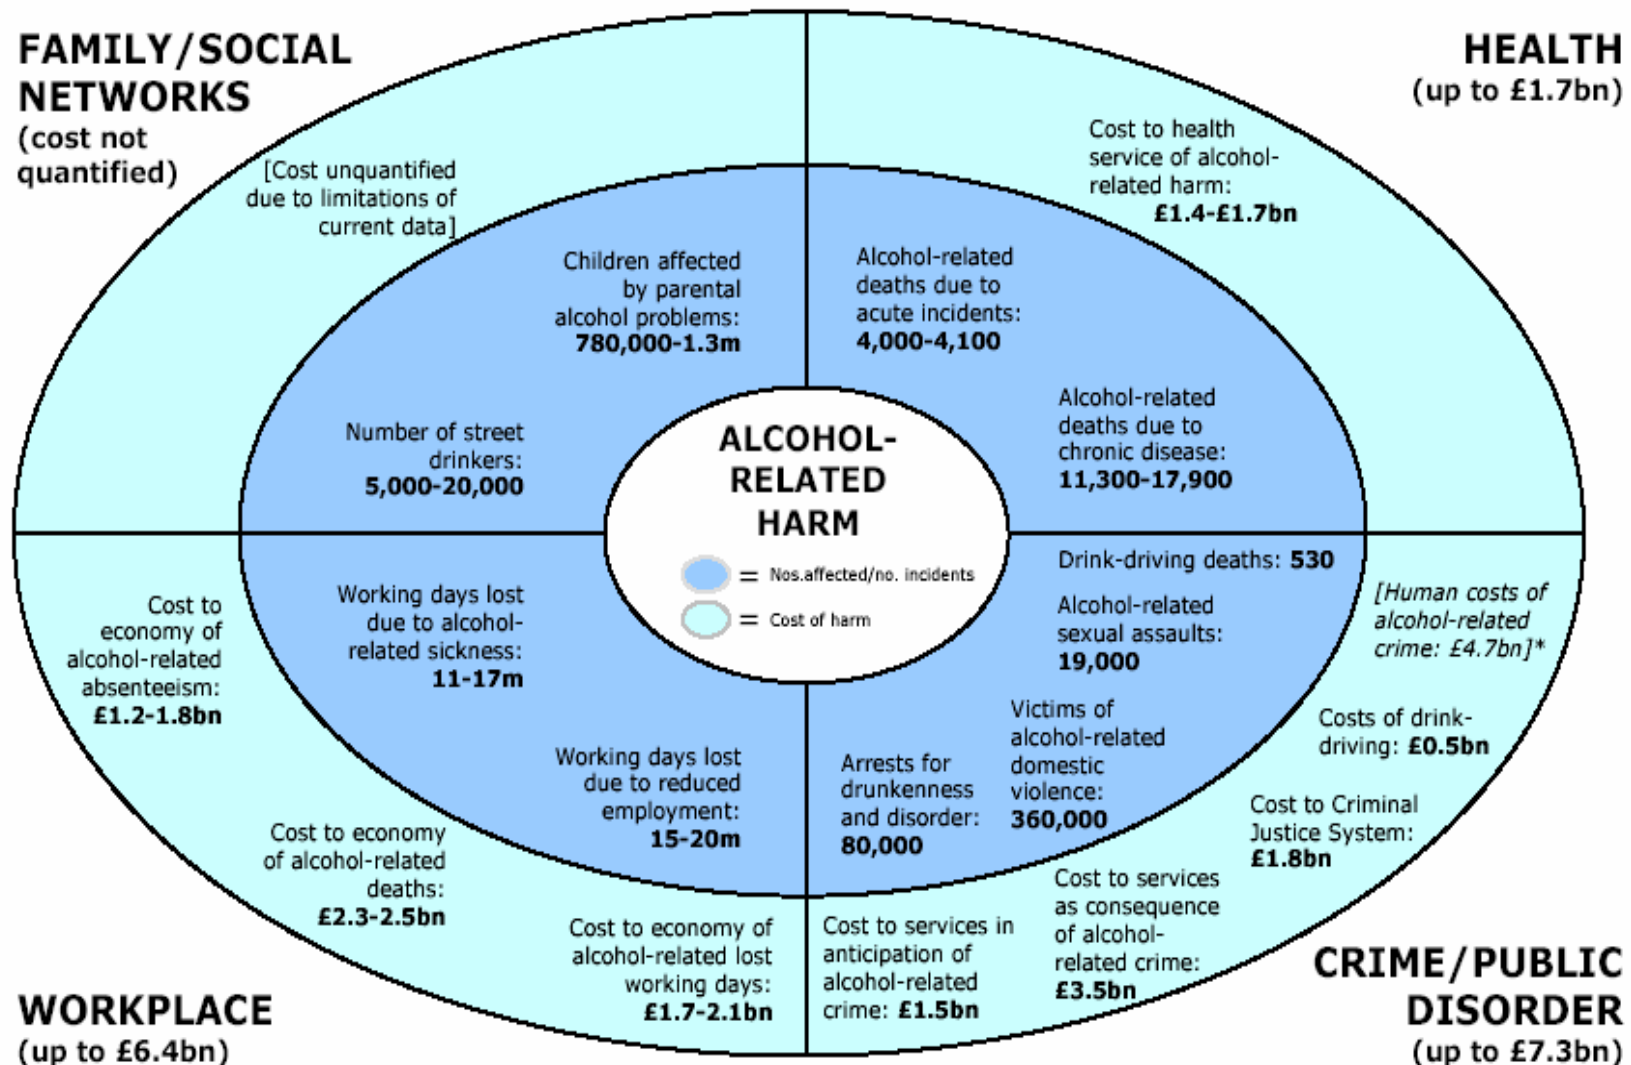 FAMILY/SOCIAL
NETWORKS
(cost not
quantified)
HEALTH
(up to £1.7bn)
[Cost unquantified
due to limitations of
current data]
Cost to health
service of alcohol-
related harm:
£1.4-£1.7bn
Children affected
by parental
alcohol problems:
780,000-1.3m
Alcohol-related
deaths due to
acute incidents:
4,000-4,100
Number of street
drinkers:
5,000-20,000
Alcohol-related
deaths due to
chronic disease:
11,300-17,900
ALCOHOL-
RELATED
HARM
= Nos.affected/no. incidents
= Cost of harm
Cost to
economy of
alcohol-related
absenteeism:
£1.2-1.8bn
Working days lost
due to alcohol-
related sickness:
11-17m
Working days lost
due to reduced
employment:
15-20m
Cost to economy
of alcohol-related
deaths:
£2.3-2.5bn
Cost to economy of
alcohol-related lost
working days:
£1.7-2.1bn
WORKPLACE
(up to £6.4bn)
Drink-driving deaths: 530
Alcohol-related
sexual assaults:
19,000
Victims of
alcohol-related
domestic
violence:
360,000
Arrests for
drunkenness
and disorder:
80,000
[Human costs of
alcohol-related
crime: £4.7bn]*
Costs of drink-
driving: £0.5bn
Cost to Criminal
Justice System:
£1.8bn
Cost to services
as consequence
of alcohol-
related crime:
£3.5bn
Cost to services in
anticipation of
alcohol-related
crime: £1.5bn
CRIME/PUBLIC
DISORDER
(up to £7.3bn)